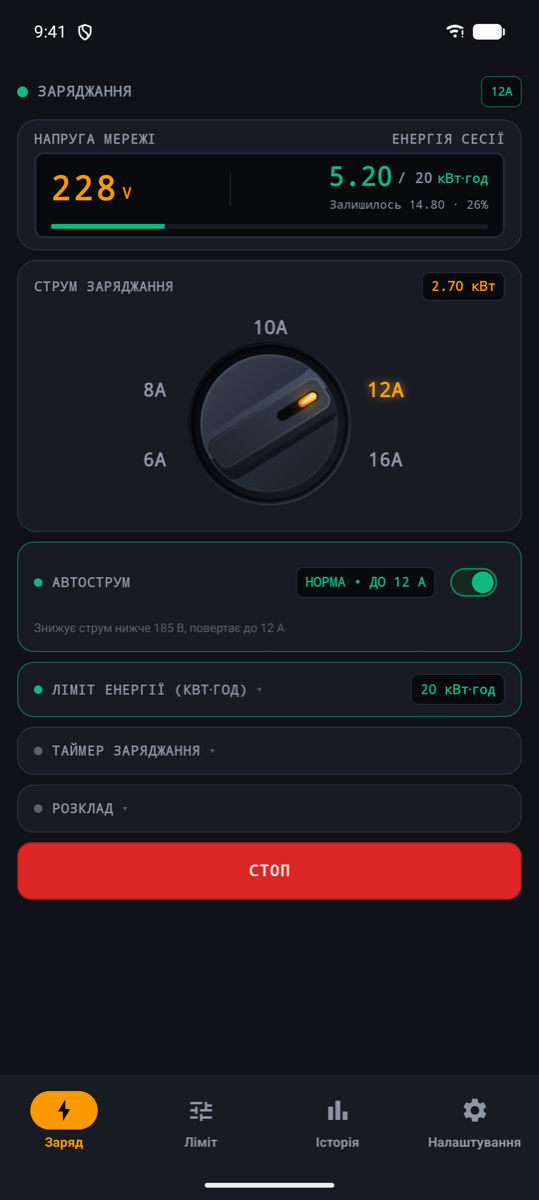 9:41
ЗАРЯДЖАННЯ
12A
НАПРУГА МЕРЕЖІ
ЕНЕРГІЯ СЕСІЇ
228 V
5.20 / 20 кВт·год
Залишилось 14.80 · 26%
СТРУМ ЗАРЯДЖАННЯ
2.70 кВт
10A
8A
12A
6A
16A
АВТОСТРУМ
НОРМА • ДО 12 А
Знижує струм нижче 185 В, повертає до 12 А
ЛІМІТ ЕНЕРГІЇ (КВТ·ГОД)
20 кВт·год
ТАЙМЕР ЗАРЯДЖАННЯ
РОЗКЛАД
СТОП
Заряд
Ліміт
Історія
Налаштування